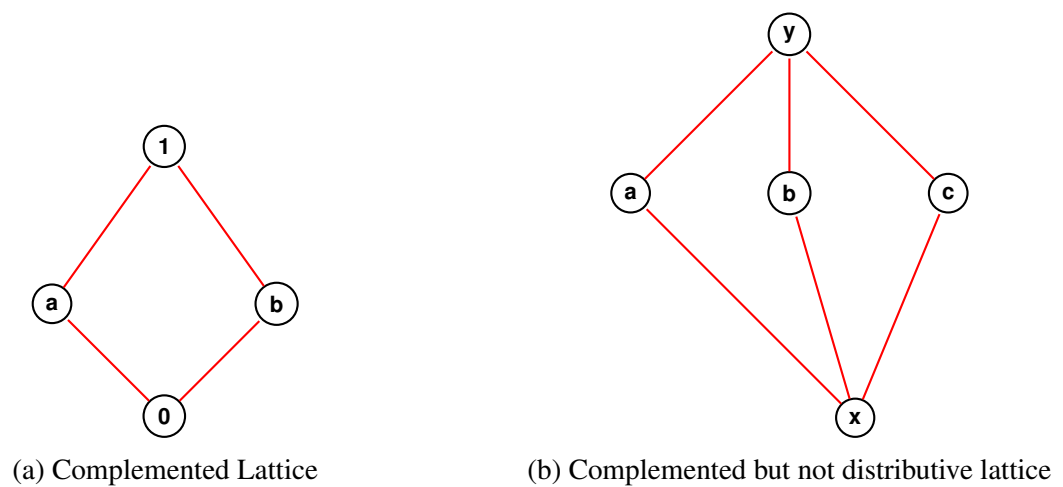 y
1
a b c
a b
0
x
(a) Complemented Lattice
(b) Complemented but not distributive lattice